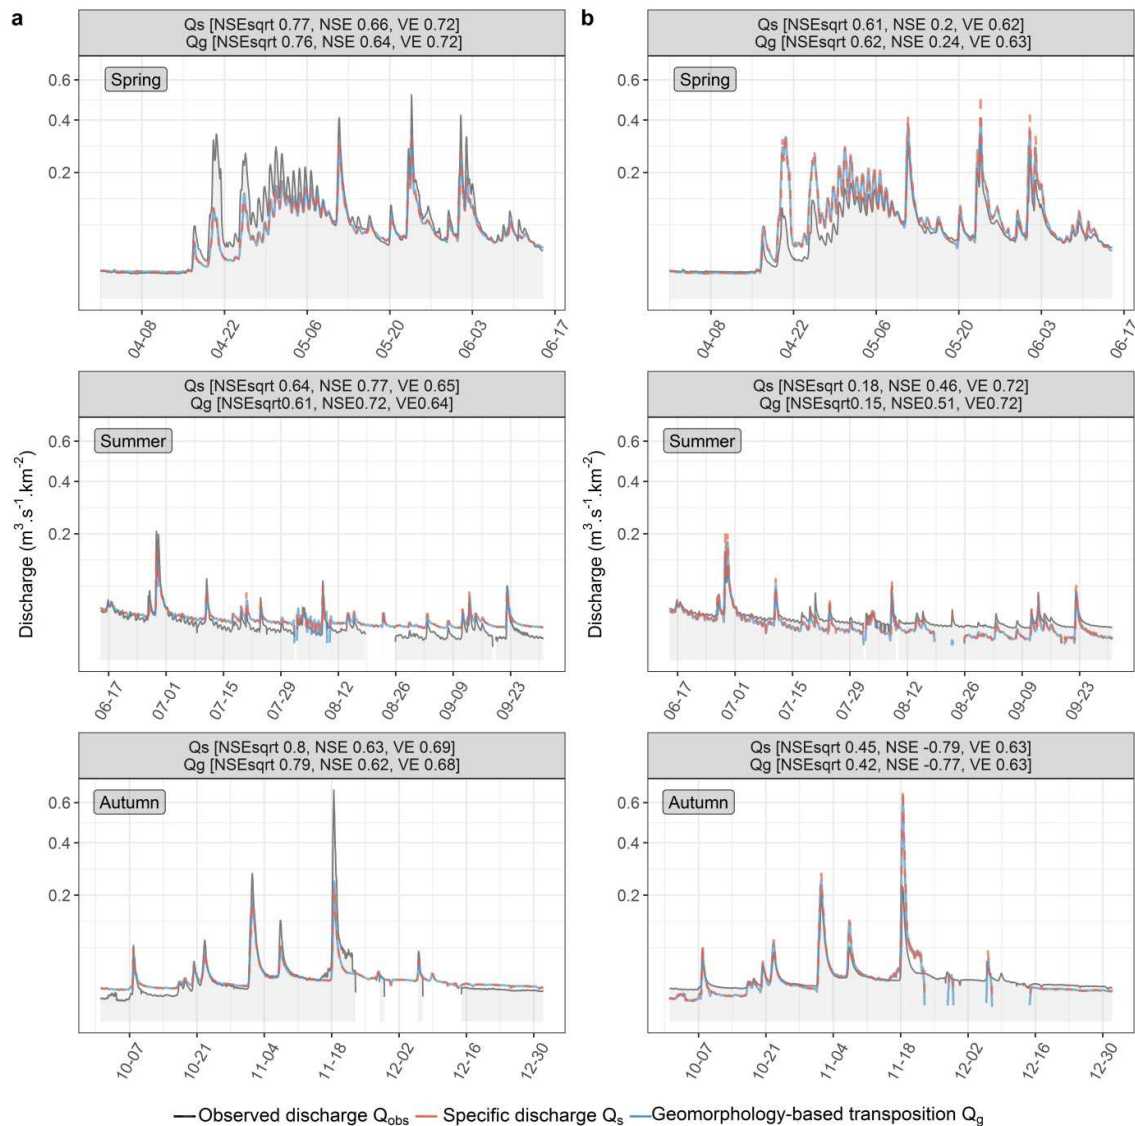 a
Qs [NSEsqrt 0.77, NSE 0.66, VE 0.72]
Qg [NSEsqrt 0.76, NSE 0.64, VE 0.72]
Spring
0.6
0.4
0.2
04-08
04-22
05-06
05-20
06-03
06-17
b
Qs [NSEsqrt 0.61, NSE 0.2, VE 0.62]
Qg [NSEsqrt 0.62, NSE 0.24, VE 0.63]
Spring
0.6
0.4
0.2
04-08
04-22
05-06
05-20
06-03
06-17
Qs [NSEsqrt 0.64, NSE 0.77, VE 0.65]
Qg [NSEsqrt0.61, NSE0.72, VE0.64]
Summer
0.6
0.4
0.2
Discharge (m³.s⁻¹.km⁻²)
06-17
07-01
07-15
07-29
08-12
08-26
09-09
09-23
Qs [NSEsqrt 0.18, NSE 0.46, VE 0.72]
Qg [NSEsqrt0.15, NSE0.51, VE0.72]
Summer
0.6
0.4
0.2
Discharge (m³.s⁻¹.km⁻²)
06-17
07-01
07-15
07-29
08-12
08-26
09-09
09-23
Qs [NSEsqrt 0.8, NSE 0.63, VE 0.69]
Qg [NSEsqrt 0.79, NSE 0.62, VE 0.68]
Autumn
0.6
0.4
0.2
10-07
10-21
11-04
11-18
12-02
12-16
12-30
Qs [NSEsqrt 0.45, NSE -0.79, VE 0.63]
Qg [NSEsqrt 0.42, NSE -0.77, VE 0.63]
Autumn
0.6
0.4
0.2
10-07
10-21
11-04
11-18
12-02
12-16
12-30
Observed discharge Qobs Specific discharge Qs Geomorphology-based transposition Qg